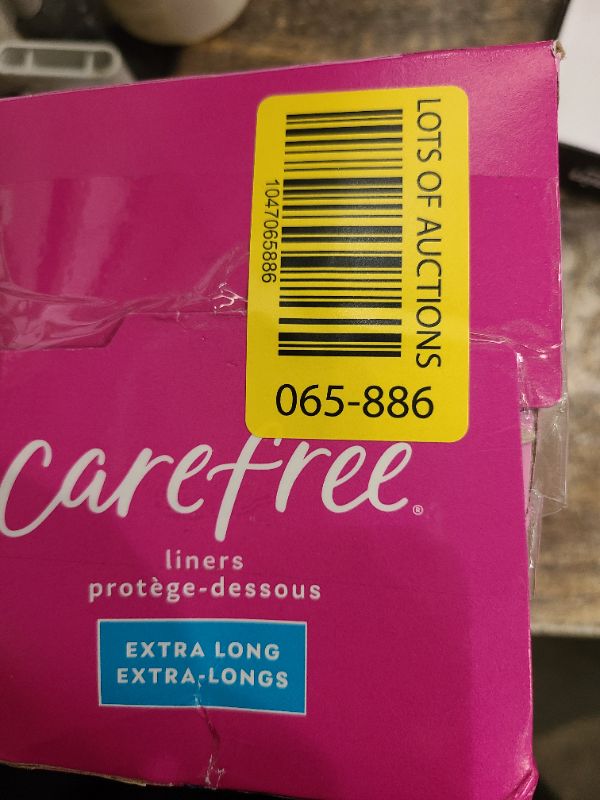 LOTS OF AUCTIONS
1047065886
065-886
carefree®
liners
protège-dessous
EXTRA LONG
EXTRA-LONGS